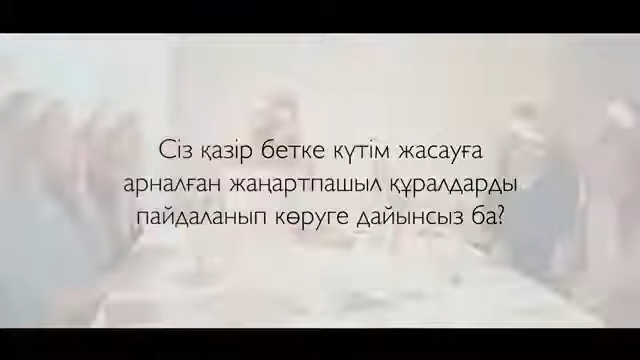 Сіз қазір бетке күтім жасауға
арналған жаңартпашыл құралдарды
пайдаланып көруге дайынсыз ба?